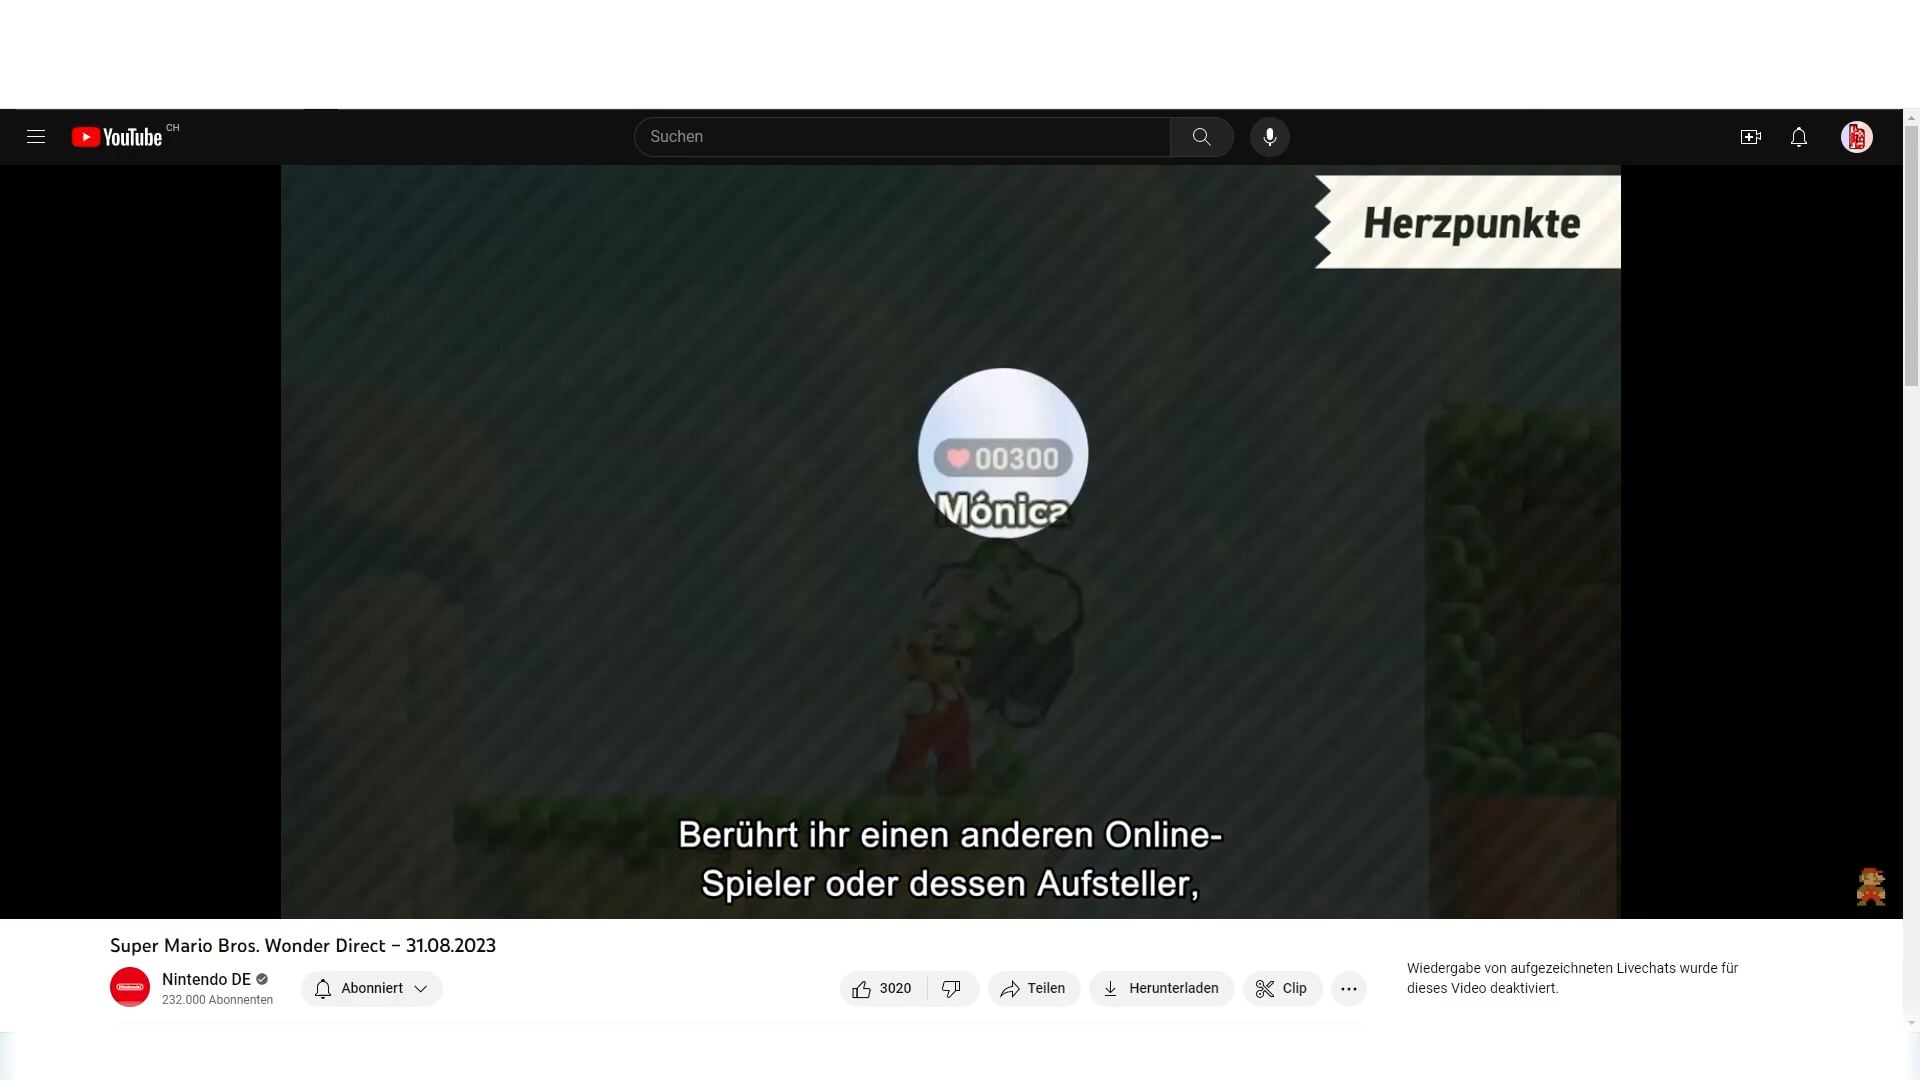 YouTube CH
Suchen
Herzpunkte
00300
Mónica
Berührt ihr einen anderen Online-
Spieler oder dessen Aufsteller,
Super Mario Bros. Wonder Direct – 31.08.2023
Nintendo
Nintendo DE
232.000 Abonnenten
Abonniert
3020
Teilen
Herunterladen
Clip
Wiedergabe von aufgezeichneten Livechats wurde für
dieses Video deaktiviert.